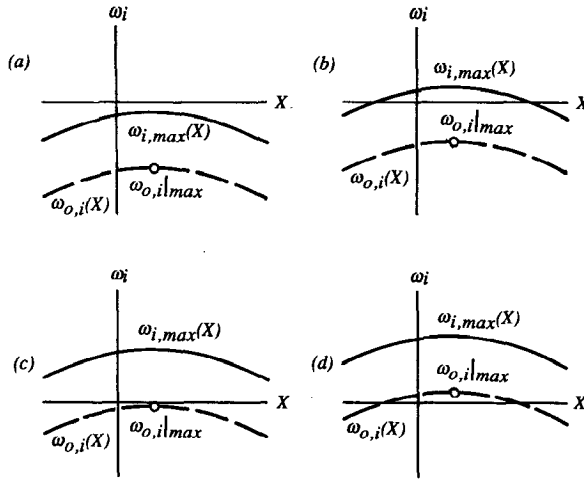 ωi
(a)
X
ωi,max(X)
ωo,i(X)
ωo,i|max
ωi
(b)
ωi,max(X)
X
ωo,i|max
ωo,i(X)
ωi
(c)
ωi,max(X)
X
ωo,i(X)
ωo,i|max
ωi
(d)
ωi,max(X)
ωo,i|max
X
ωo,i(X)